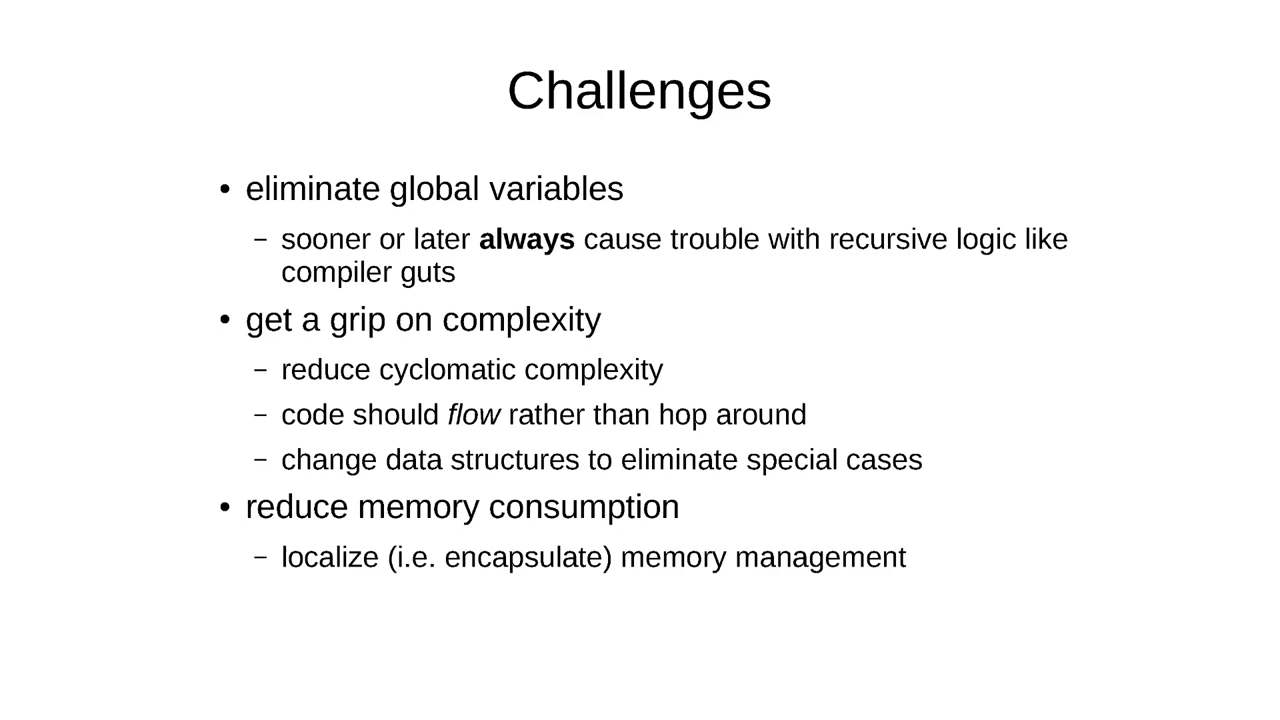 Challenges
• eliminate global variables
– sooner or later always cause trouble with recursive logic like
compiler guts
• get a grip on complexity
– reduce cyclomatic complexity
– code should flow rather than hop around
– change data structures to eliminate special cases
• reduce memory consumption
– localize (i.e. encapsulate) memory management